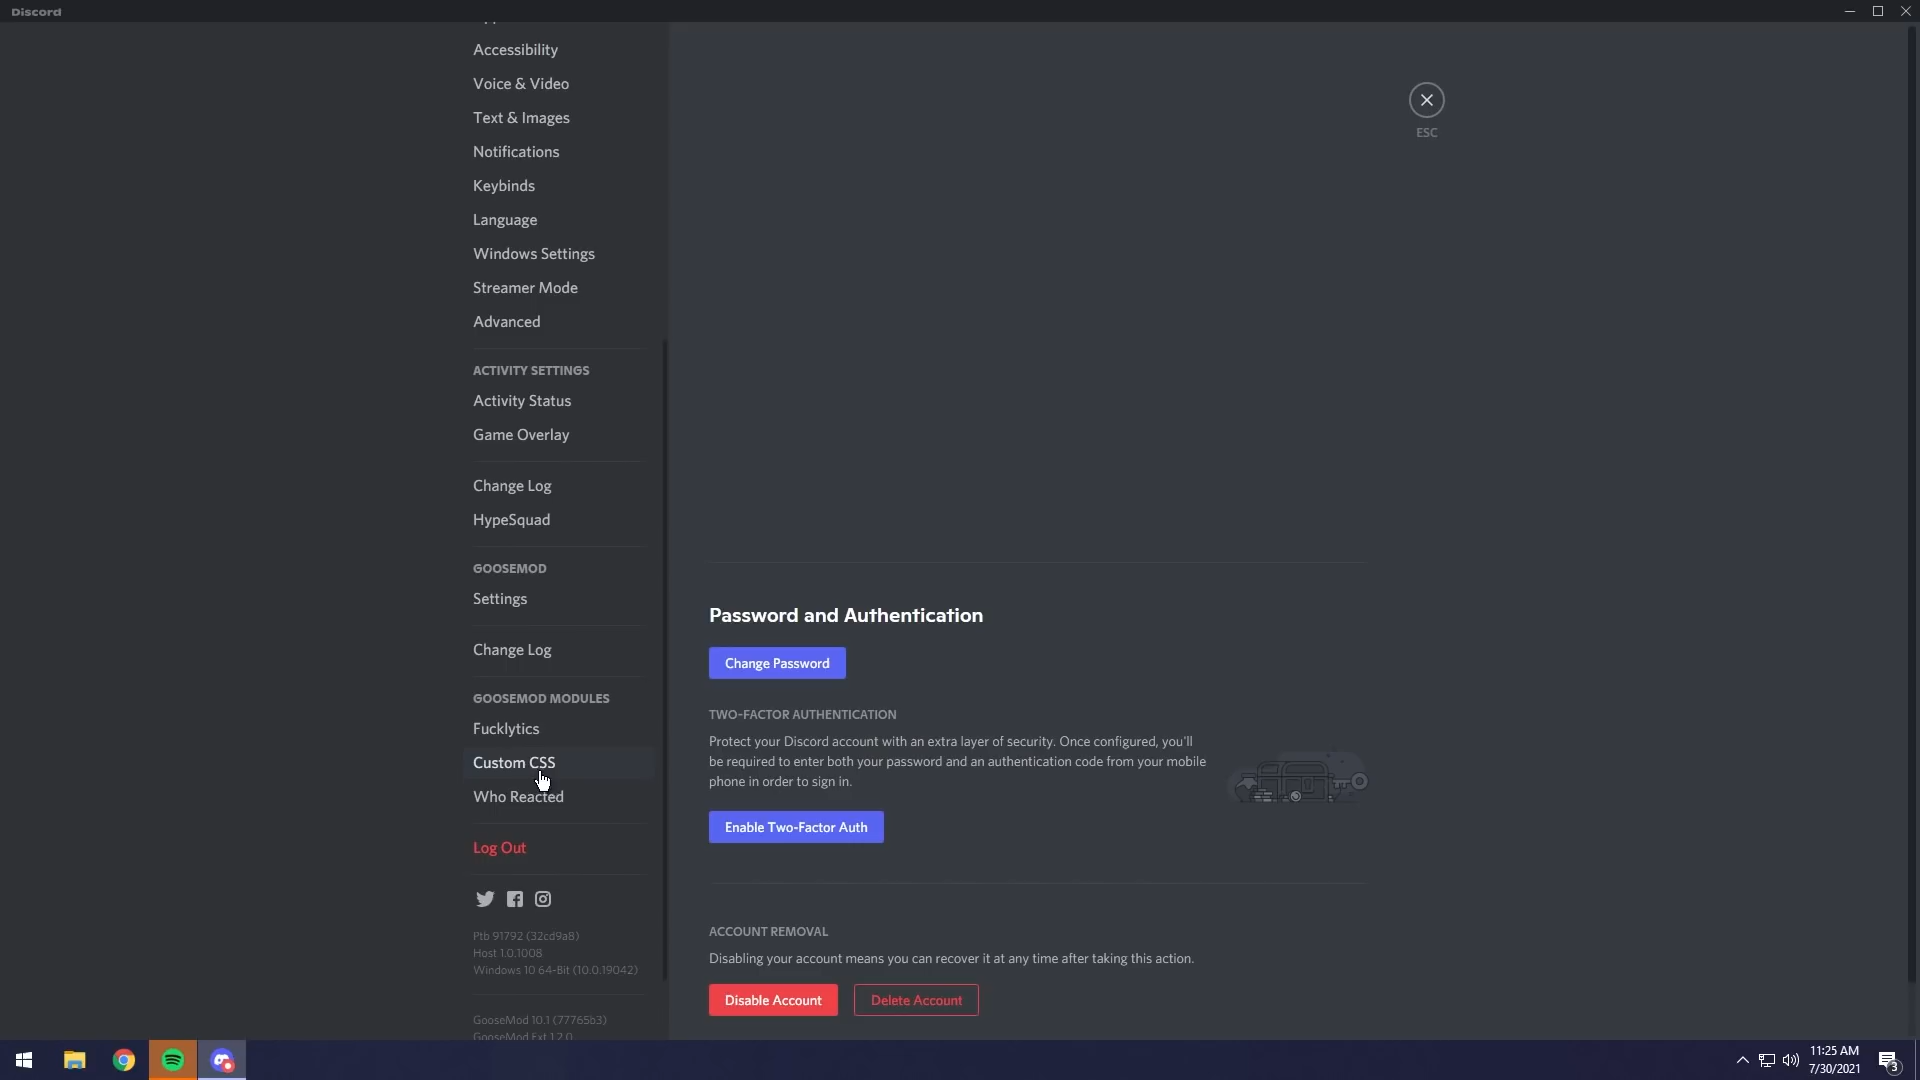 Discord
Accessibility
Voice & Video
Text & Images
Notifications
Keybinds
Language
Windows Settings
Streamer Mode
Advanced
ACTIVITY SETTINGS
Activity Status
Game Overlay
Change Log
HypeSquad
GOOSEMOD
Settings
Change Log
GOOSEMOD MODULES
Fucklytics
Custom CSS
Who Reacted
Log Out
Ptb 91792 (32cd9a8)
Host 1.0.1008
Windows 10 64-Bit (10.0.19042)
GooseMod 10.1 (77765b3)
GooseMod Ext 1.2.0
ESC
Password and Authentication
Change Password
TWO-FACTOR AUTHENTICATION
Protect your Discord account with an extra layer of security. Once configured, you'll
be required to enter both your password and an authentication code from your mobile
phone in order to sign in.
Enable Two-Factor Auth
ACCOUNT REMOVAL
Disabling your account means you can recover it at any time after taking this action.
Disable Account
Delete Account
11:25 AM
7/30/2021
3